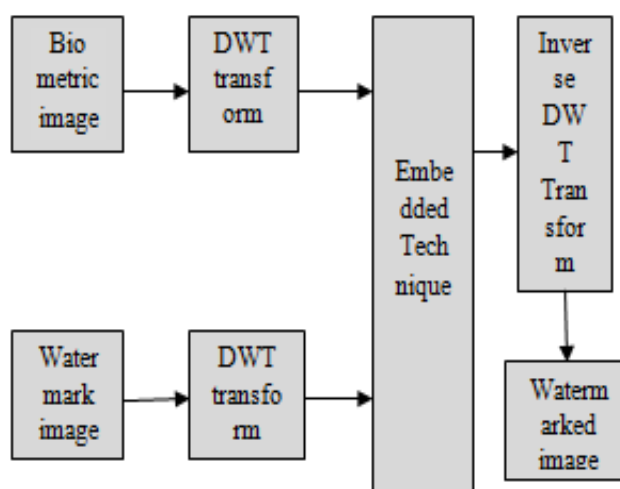 Bio
metric
image
DWT
transf
orm
Embe
dded
Tech
nique
Inver
se
DW
T
Tran
sfor
m
Water
mark
image
DWT
transfo
rm
Waterm
arked
image